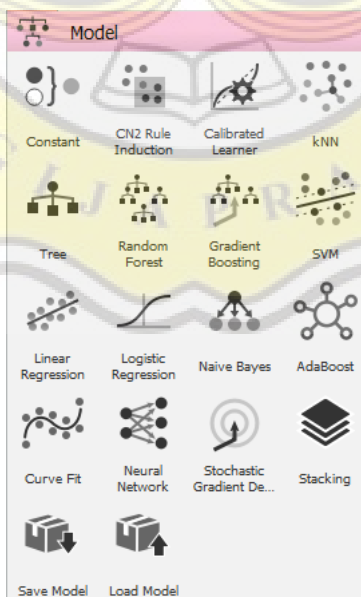 Model
Constant
CN2 Rule
Induction
Calibrated
Learner
kNN
Tree
Random
Forest
Gradient
Boosting
SVM
Linear
Regression
Logistic
Regression
Naive Bayes
AdaBoost
Curve Fit
Neural
Network
Stochastic
Gradient De...
Stacking
Save Model
Load Model